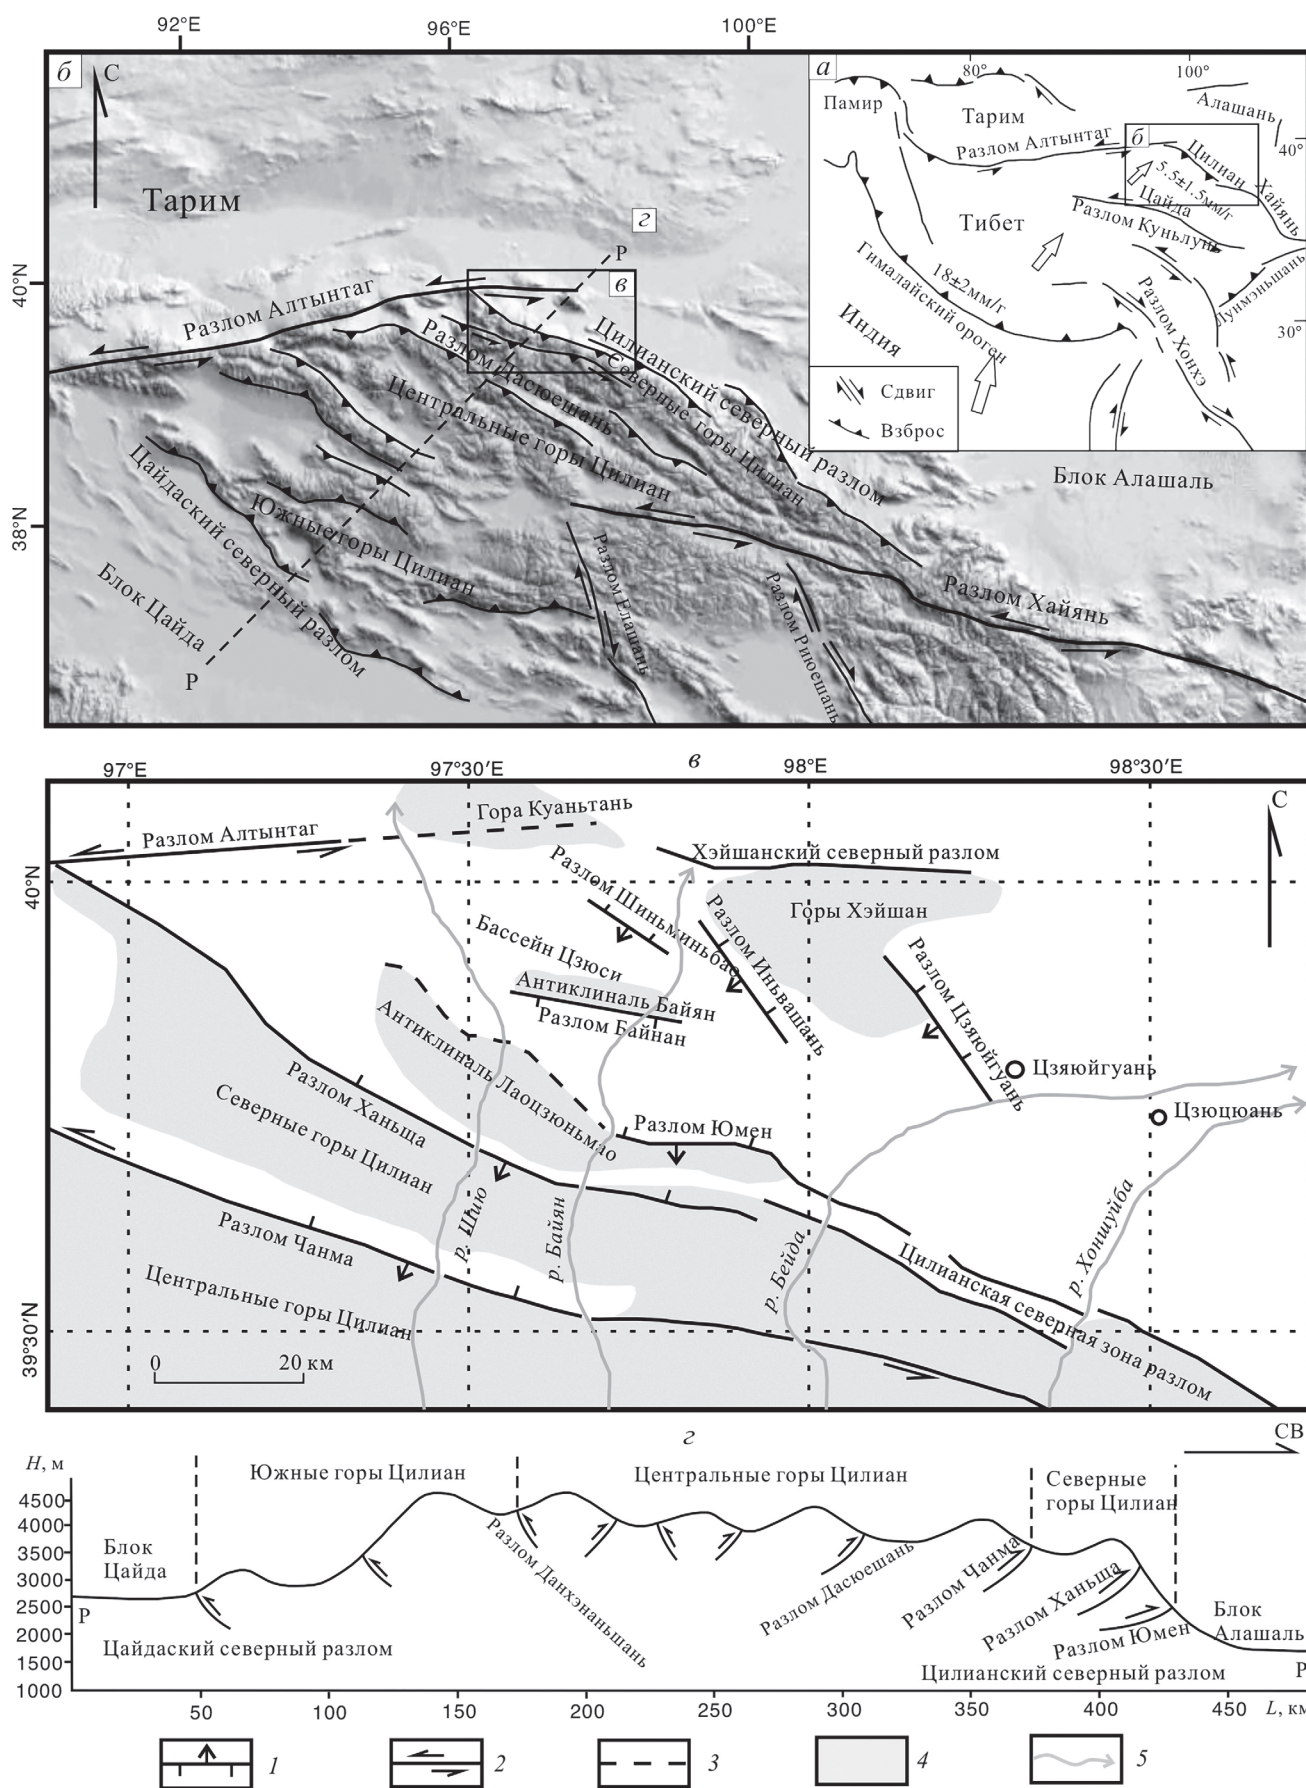 92°E
96°E
100°E
б
С
Тарим
40°N
38°N
г
Р
в
Разлом Алтынтаг
Разлом Дасюешань
Цилианский северный разлом
Северные горы Цилиан
Центральные горы Цилиан
Южные горы Цилиан
Цайдаский северный разлом
Блок Цайда
Р
Разлом Елашань
Разлом Риюешань
Разлом Хайянь
Блок Алашаль
а
80°
100°
Памир
Тарим
Алашань
Разлом Алтынтаг
б
40°
Цилиан
5.5±1.5мм/г
Хайянь
Цайда
Тибет
Разлом Куньлунь
Гималайский ороген
18±2мм/г
Лунмэньшань
Разлом Хонхэ
30°
Индия
Сдвиг
Взброс
в
97°E
97°30′E
98°E
98°30′E
40°N
39°30′N
С
Гора Куаньтань
Разлом Алтынтаг
Хэйшанский северный разлом
Разлом Шиньминьбао
Горы Хэйшан
Бассейн Цзюси
Разлом Иньвашань
Разлом Цзяюйгуань
Антиклиналь Байян
Разлом Байнан
Антиклиналь Лаоцзюньмао
Цзяюйгуань
Цзюцюань
Разлом Ханьща
Разлом Юмен
Северные горы Цилиан
р. Шию
р. Байян
р. Бейда
р. Хоншуйба
Разлом Чанма
Цилианская северная зона разлом
Центральные горы Цилиан
0
20 км
г
СВ
H, м
Южные горы Цилиан
Центральные горы Цилиан
Северные
горы Цилиан
4500
4000
3500
3000
2500
2000
1500
1000
Блок
Цайда
Р
Цайдаский северный разлом
Разлом Данхэнаньшань
Разлом Дасюешань
Разлом Чанма
Разлом Ханьща
Разлом Юмен
Цилианский северный разлом
Блок
Алашаль
Р
50
100
150
200
250
300
350
400
450
L, км
1
2
3
4
5